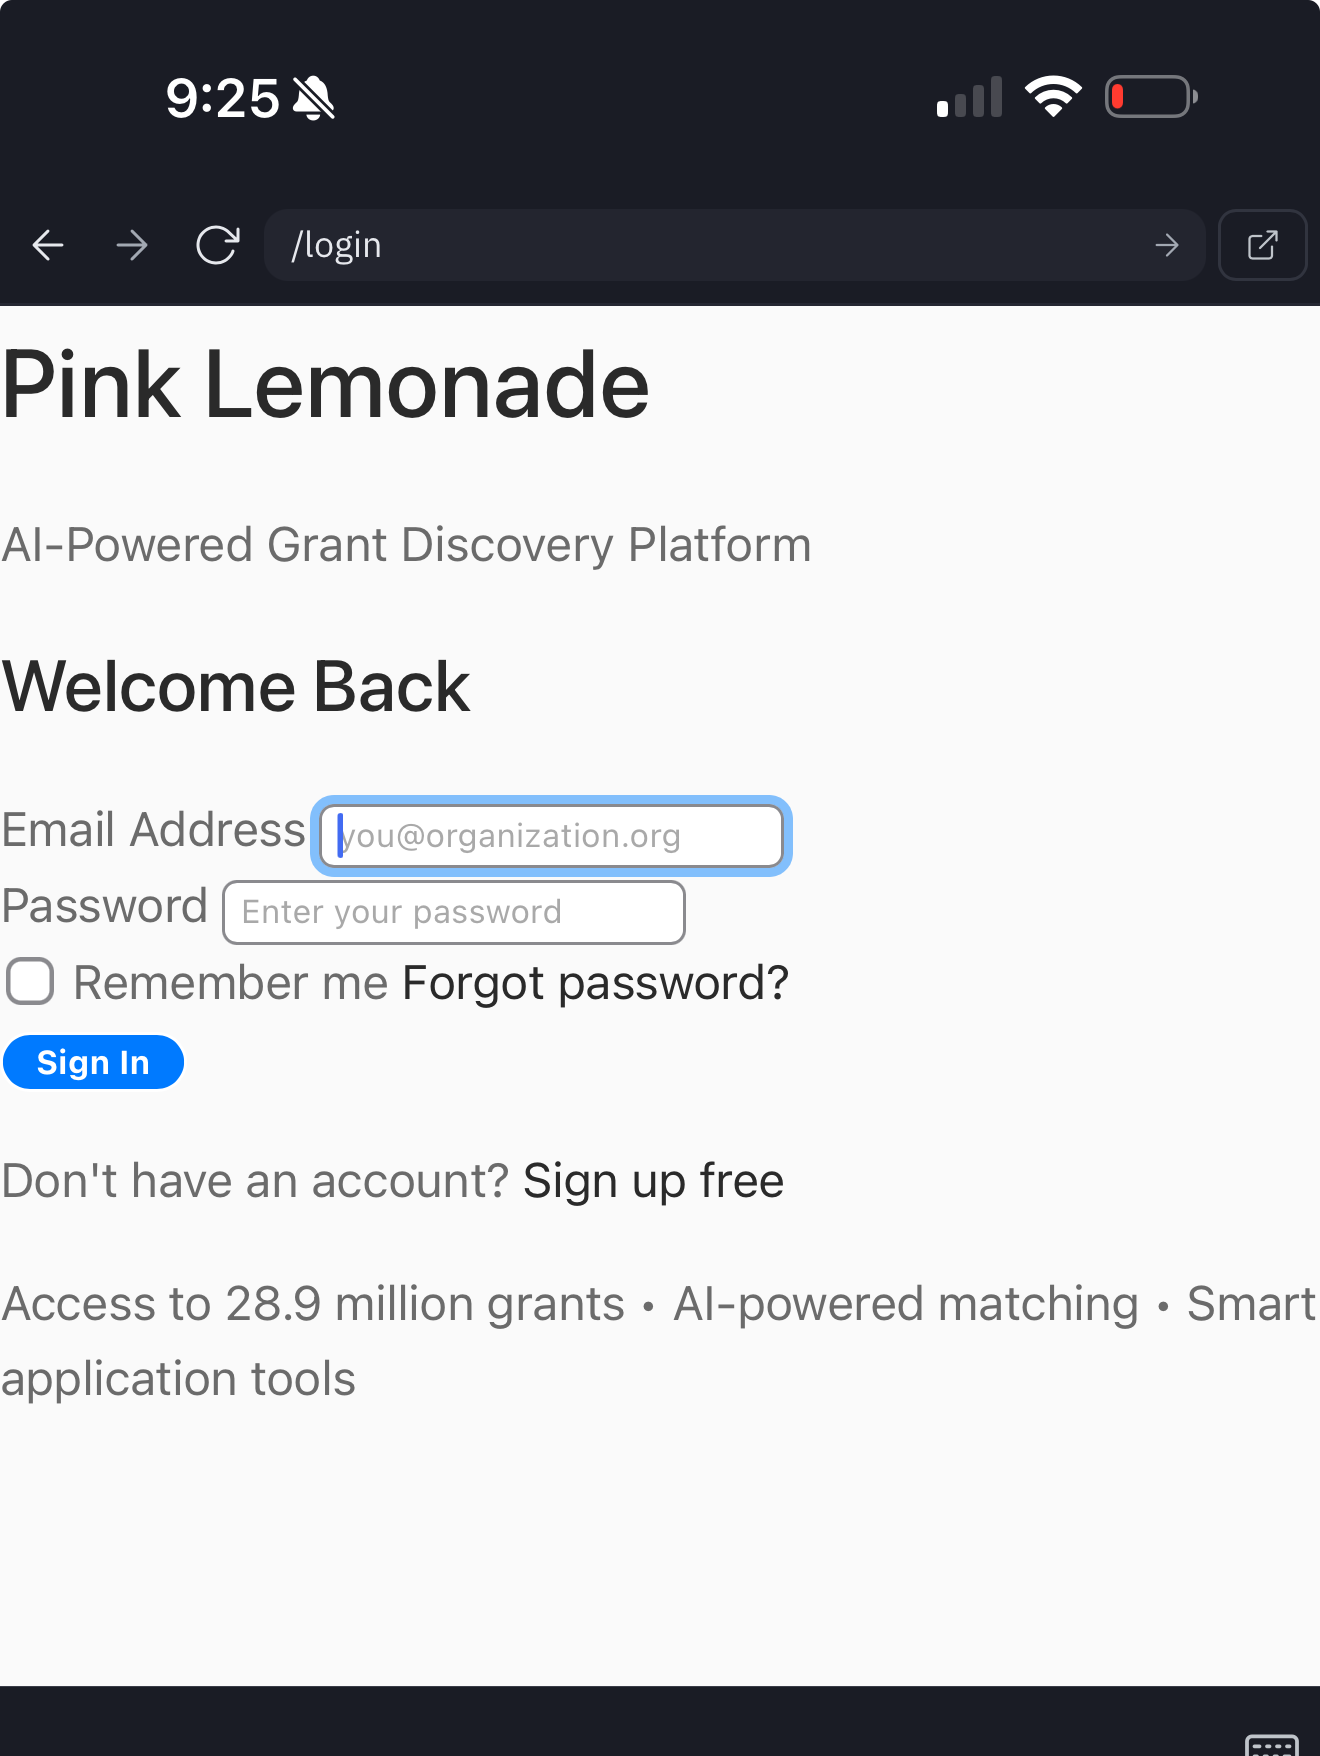 9:25
/login
Pink Lemonade
AI-Powered Grant Discovery Platform
Welcome Back
Email Address you@organization.org
Password Enter your password
Remember me Forgot password?
Sign In
Don't have an account? Sign up free
Access to 28.9 million grants • AI-powered matching • Smart
application tools